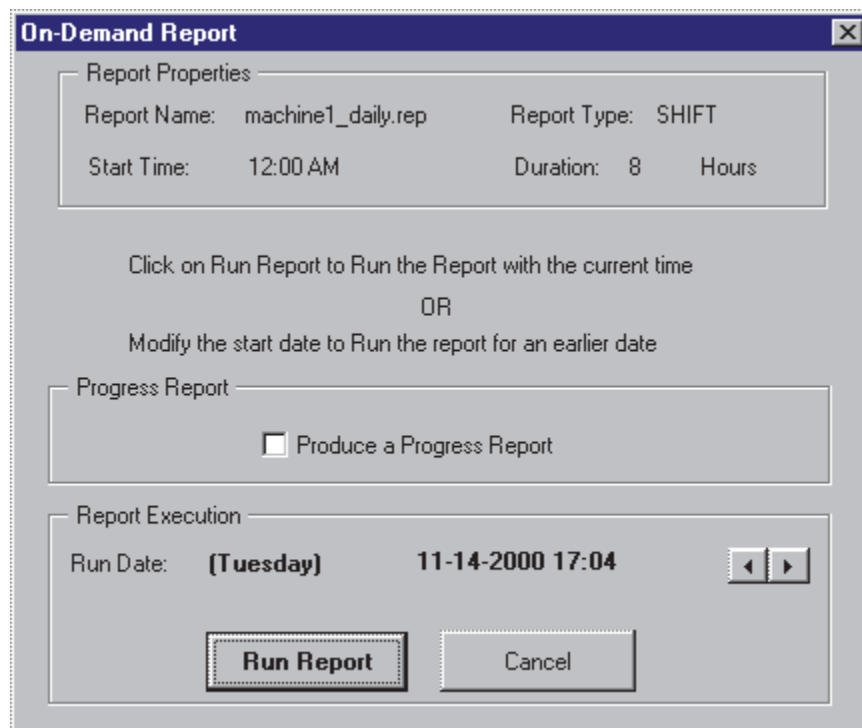 On-Demand Report
Report Properties
Report Name: machine1_daily.rep Report Type: SHIFT
Start Time: 12:00 AM Duration: 8 Hours
Click on Run Report to Run the Report with the current time
OR
Modify the start date to Run the report for an earlier date
Progress Report
Produce a Progress Report
Report Execution
Run Date: (Tuesday) 11-14-2000 17:04
Run Report Cancel